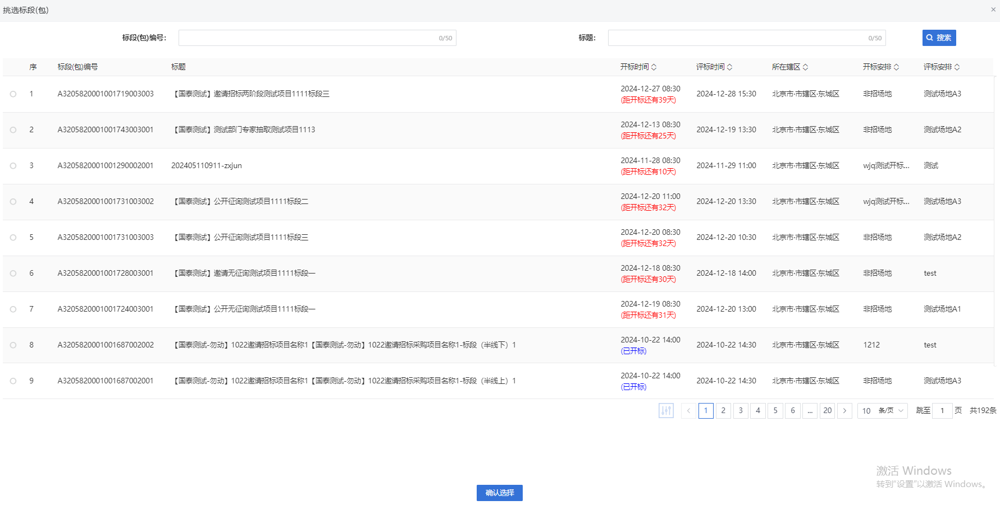 挑选标段(包)
×
标段(包)编号： 0/50 标题： 0/50 搜索
序 标段(包)编号 标题 开标时间 评标时间 所在辖区 开标安排 评标安排
1 A3205820001001719003003 【国泰测试】邀请招标两阶段测试项目1111标段三 2024-12-27 08:30 2024-12-28 15:30 北京市·市辖区·东城区 非招场地 测试场地A3
(距开标还有39天)
2 A3205820001001743003001 【国泰测试】测试部门专家抽取测试项目1113 2024-12-13 08:30 2024-12-19 13:30 北京市·市辖区·东城区 非招场地 测试场地A2
(距开标还有25天)
3 A3205820001001290002001 202405110911-zxjun 2024-11-28 08:30 2024-11-29 11:00 北京市·市辖区·东城区 wjq测试开标... 测试
(距开标还有10天)
4 A3205820001001731003002 【国泰测试】公开征询测试项目1111标段二 2024-12-20 11:00 2024-12-20 13:30 北京市·市辖区·东城区 wjq测试开标... 测试场地A3
(距开标还有32天)
5 A3205820001001731003003 【国泰测试】公开征询测试项目1111标段三 2024-12-20 08:30 2024-12-20 10:30 北京市·市辖区·东城区 非招场地 测试场地A2
(距开标还有32天)
6 A3205820001001728003001 【国泰测试】邀请无征询测试项目1111标段一 2024-12-18 08:30 2024-12-18 14:00 北京市·市辖区·东城区 非招场地 test
(距开标还有30天)
7 A3205820001001724003001 【国泰测试】公开无征询测试项目1111标段一 2024-12-19 08:30 2024-12-20 13:00 北京市·市辖区·东城区 非招场地 测试场地A1
(距开标还有31天)
8 A3205820001001687002002 【国泰测试-勿动】1022邀请招标项目名称1【国泰测试-勿动】1022邀请招标采购项目名称1-标段（半线下）1 2024-10-22 14:00 2024-10-22 14:30 北京市·市辖区·东城区 1212 test
(已开标)
9 A3205820001001687002001 【国泰测试-勿动】1022邀请招标项目名称1【国泰测试-勿动】1022邀请招标采购项目名称1-标段（半线上）1 2024-10-22 14:00 2024-10-22 14:30 北京市·市辖区·东城区 非招场地 测试场地A3
(已开标)
< 1 2 3 4 5 6 ... 20 > 10 条/页 跳至 1 页 共192条
激活 Windows
转到"设置"以激活 Windows。
确认选择